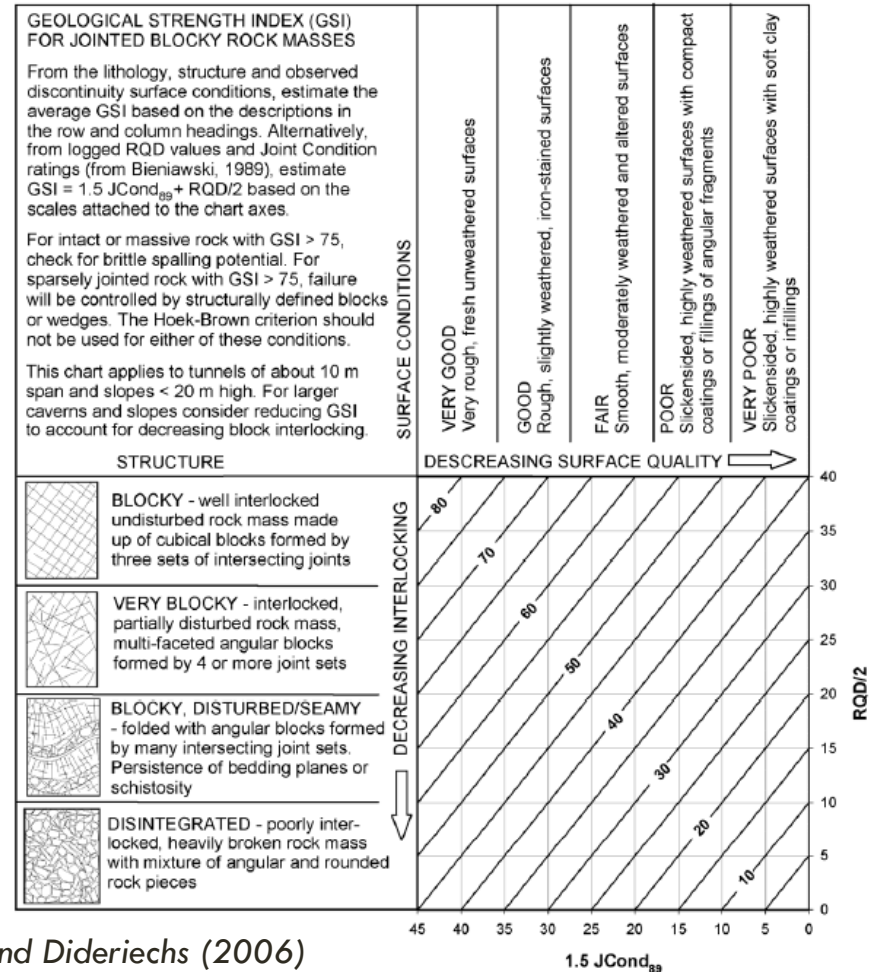 GEOLOGICAL STRENGTH INDEX (GSI)
FOR JOINTED BLOCKY ROCK MASSES
From the lithology, structure and observed
discontinuity surface conditions, estimate the
average GSI based on the descriptions in
the row and column headings. Alternatively,
from logged RQD values and Joint Condition
ratings (from Bieniawski, 1989), estimate
GSI = 1.5 JCond89 + RQD/2 based on the
scales attached to the chart axes.
For intact or massive rock with GSI > 75,
check for brittle spalling potential. For
sparsely jointed rock with GSI > 75, failure
will be controlled by structurally defined blocks
or wedges. The Hoek-Brown criterion should
not be used for either of these conditions.
This chart applies to tunnels of about 10 m
span and slopes < 20 m high. For larger
caverns and slopes consider reducing GSI
to account for decreasing block interlocking.
SURFACE CONDITIONS
VERY GOOD
Very rough, fresh unweathered surfaces
GOOD
Rough, slightly weathered, iron-stained surfaces
FAIR
Smooth, moderately weathered and altered surfaces
POOR
Slickensided, highly weathered surfaces with compact
coatings or fillings of angular fragments
VERY POOR
Slickensided, highly weathered surfaces with soft clay
coatings or infillings
STRUCTURE
DESCREASING SURFACE QUALITY
BLOCKY - well interlocked
undisturbed rock mass made
up of cubical blocks formed by
three sets of intersecting joints
VERY BLOCKY - interlocked,
partially disturbed rock mass,
multi-faceted angular blocks
formed by 4 or more joint sets
BLOCKY, DISTURBED/SEAMY
- folded with angular blocks formed
by many intersecting joint sets.
Persistence of bedding planes or
schistosity
DISINTEGRATED - poorly inter-
locked, heavily broken rock mass
with mixture of angular and rounded
rock pieces
DECREASING INTERLOCKING
80
70
60
50
40
30
20
10
40
35
30
25
20
15
10
5
0
RQD/2
45 40 35 30 25 20 15 10 5 0
1.5 JCond89
nd Dideriechs (2006)